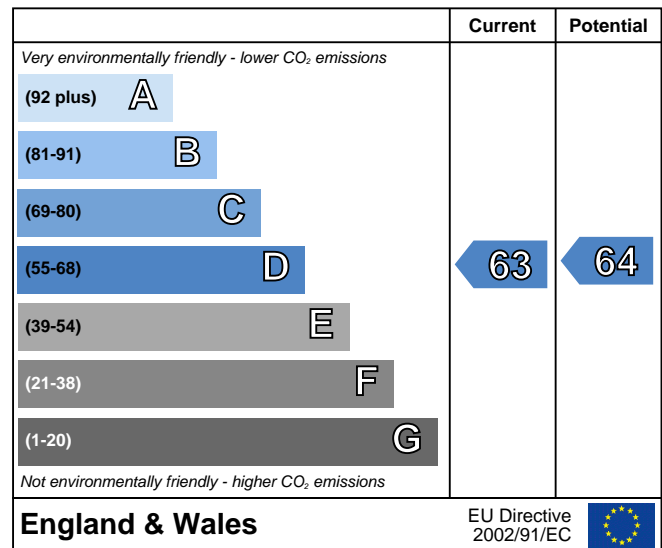 Current Potential
Very environmentally friendly - lower CO₂ emissions
(92 plus) A
(81-91) B
(69-80) C
(55-68) D 63 64
(39-54) E
(21-38) F
(1-20) G
Not environmentally friendly - higher CO₂ emissions
England & Wales
EU Directive
2002/91/EC